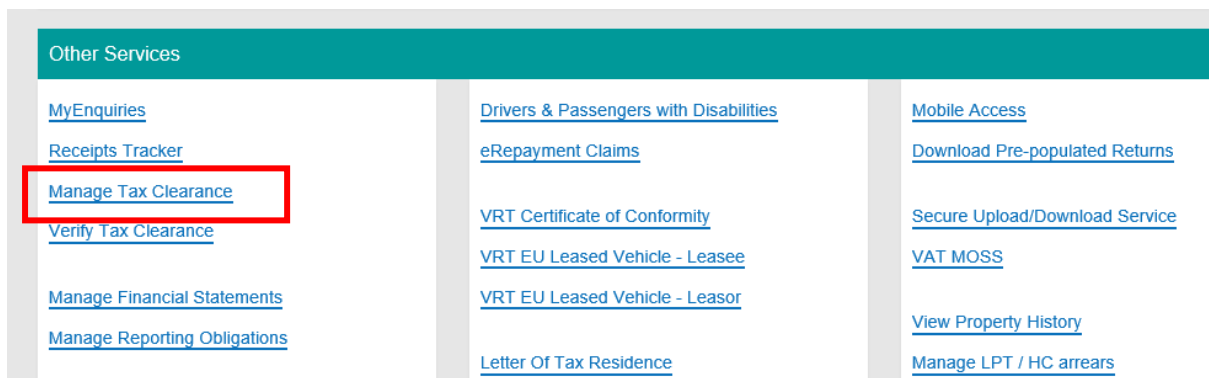 Other Services
MyEnquiries
Receipts Tracker
Manage Tax Clearance
Verify Tax Clearance
Manage Financial Statements
Manage Reporting Obligations
Drivers & Passengers with Disabilities
eRepayment Claims
VRT Certificate of Conformity
VRT EU Leased Vehicle - Leasee
VRT EU Leased Vehicle - Leasor
Letter Of Tax Residence
Mobile Access
Download Pre-populated Returns
Secure Upload/Download Service
VAT MOSS
View Property History
Manage LPT / HC arrears